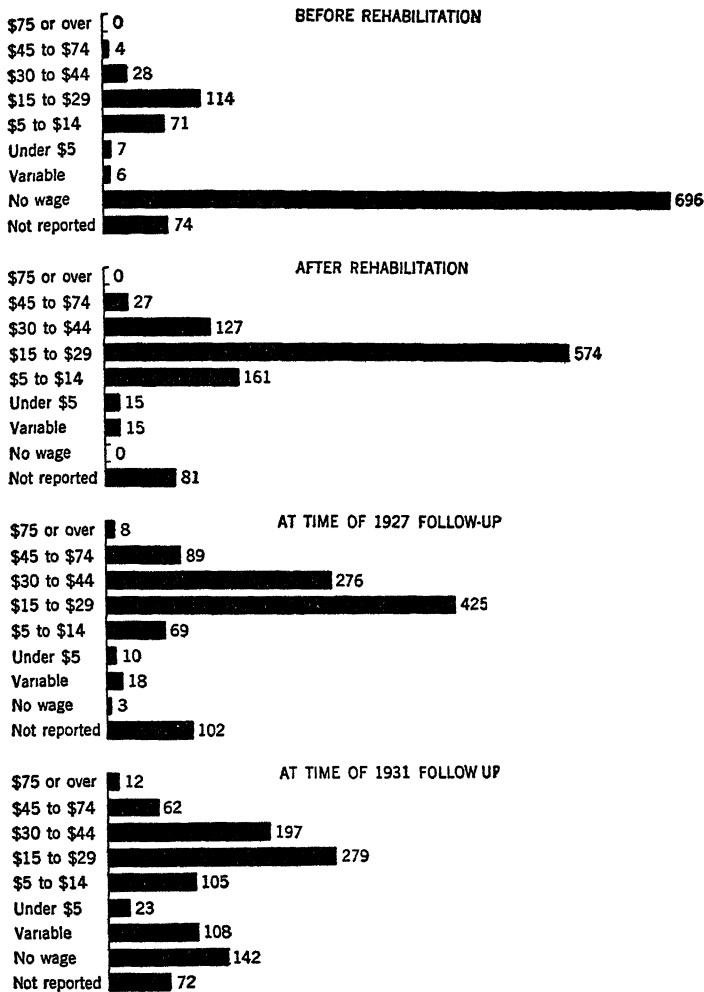 BEFORE REHABILITATION
$75 or over 0
$45 to $74 4
$30 to $44 28
$15 to $29 114
$5 to $14 71
Under $5 7
Variable 6
No wage 696
Not reported 74
AFTER REHABILITATION
$75 or over 0
$45 to $74 27
$30 to $44 127
$15 to $29 574
$5 to $14 161
Under $5 15
Variable 15
No wage 0
Not reported 81
AT TIME OF 1927 FOLLOW-UP
$75 or over 8
$45 to $74 89
$30 to $44 276
$15 to $29 425
$5 to $14 69
Under $5 10
Variable 18
No wage 3
Not reported 102
AT TIME OF 1931 FOLLOW UP
$75 or over 12
$45 to $74 62
$30 to $44 197
$15 to $29 279
$5 to $14 105
Under $5 23
Variable 108
No wage 142
Not reported 72